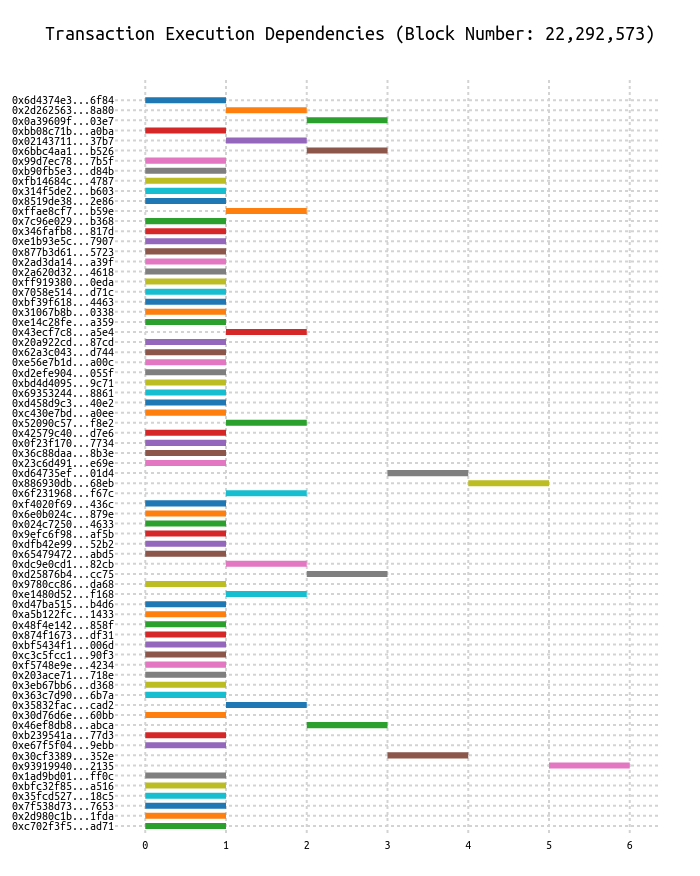 Transaction Execution Dependencies (Block Number: 22,292,573)
0x6d4374e3...6f84
0x2d262563...8a80
0x0a39609f...03e7
0xbb08c71b...a0ba
0x02143711...37b7
0x6bbc4aa1...b526
0x99d7ec78...7b5f
0xb90fb5e3...d84b
0xfb14684c...4787
0x314f5de2...b603
0x8519de38...2e86
0xffae8cf7...b59e
0x7c96e029...b368
0x346fafb8...817d
0xe1b93e5c...7907
0x877b3d61...5723
0x2ad3da14...a39f
0x2a620d32...4618
0xff919380...0eda
0x7058e514...d71c
0xbf39f618...4463
0x31067b8b...0338
0xe14c28fe...a359
0x43ecf7c8...a5e4
0x20a922cd...87cd
0x62a3c043...d744
0xe56e7b1d...a00c
0xd2efe904...055f
0xbd4d4095...9c71
0x69353244...8861
0xd458d9c3...40e2
0xc430e7bd...a0ee
0x52090c57...f8e2
0x42579c40...d7e6
0x0f23f170...7734
0x36c88daa...8b3e
0x23c6d491...e69e
0xd64735ef...01d4
0x886930db...68eb
0x6f231968...f67c
0xf4020f69...436c
0x6e0b024c...879e
0x024c7250...4633
0x9efc6f98...af5b
0xdfb42e99...52b2
0x65479472...abd5
0xdc9e0cd1...82cb
0xd25876b4...cc75
0x9780cc86...da68
0xe1480d52...f168
0xd47ba515...b4d6
0xa5b122fc...1433
0x48f4e142...858f
0x874f1673...df31
0xbf5434f1...006d
0xc3c5fcc1...90f3
0xf5748e9e...4234
0x203ace71...718e
0x3eb67bb6...d368
0x363c7d90...6b7a
0x35832fac...cad2
0x30d76d6e...60bb
0x46ef8db8...abca
0xb239541a...77d3
0xe67f5f04...9ebb
0x30cf3389...352e
0x93919940...2135
0x1ad9bd01...ff0c
0xbfc32f85...a516
0x35fcd527...18c5
0x7f538d73...7653
0x2d980c1b...1fda
0xc702f3f5...ad71
0 1 2 3 4 5 6